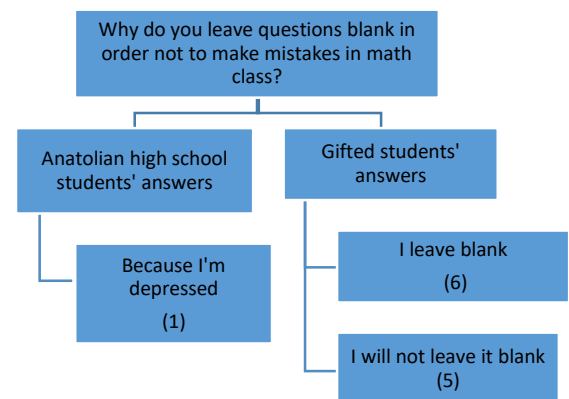 Why do you leave questions blank in
order not to make mistakes in math
class?
Anatolian high school
students' answers
Gifted students'
answers
Because I'm
depressed
(1)
I leave blank
(6)
I will not leave it blank
(5)